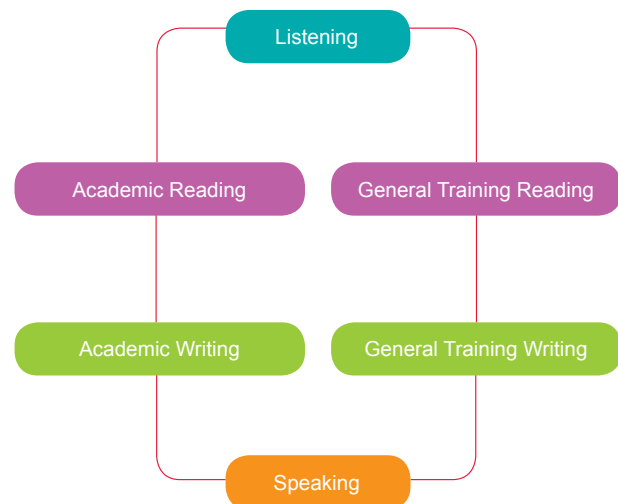 Listening
Academic Reading
General Training Reading
Academic Writing
General Training Writing
Speaking